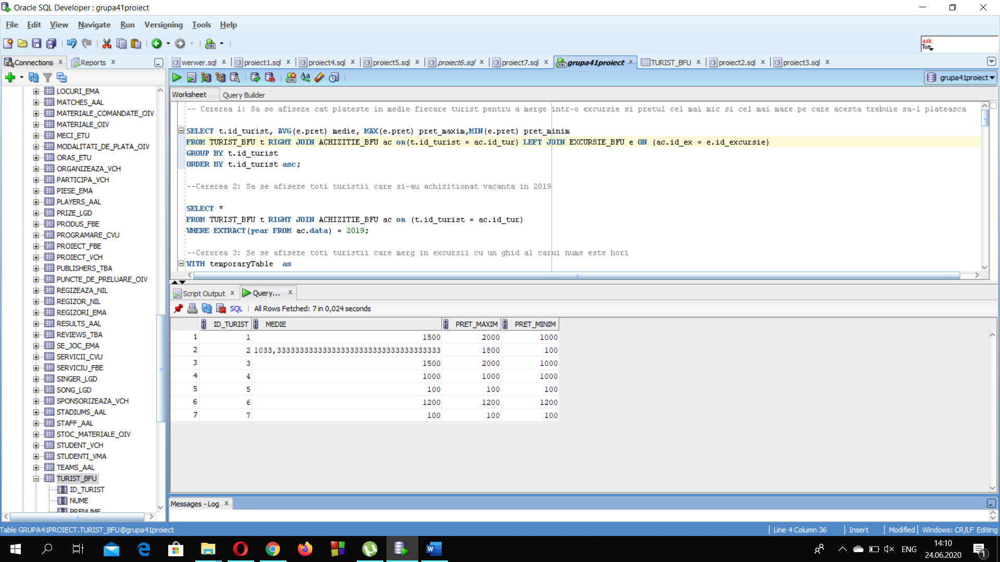 Oracle SQL Developer : grupa41proiect
File Edit View Navigate Run Versioning Tools Help
ask
Tom
Connections
Reports
werwer.sql
proiect1.sql
proiect4.sql
proiect5.sql
proiect6.sql
proiect7.sql
grupa41proiect
TURIST_BFU
proiect2.sql
proiect3.sql
grupa41proiect
LOCURI_EMA
MATCHES_AAL
MATERIALE_COMANDATE_OIV
MATERIALE_OIV
MECI_ETU
MODALITATI_DE_PLATA_OIV
ORAS_ETU
ORGANIZEAZA_VCH
PARTICIPA_VCH
PIESE_EMA
PLAYERS_AAL
PRIZE_LGD
PRODUS_FBE
PROGRAMARE_CVU
PROIECT_FBE
PROIECT_VCH
PUBLISHERS_TBA
PUNCTE_DE_PRELUARE_OIV
REGIZEAZA_NIL
REGIZOR_NIL
REGIZORI_EMA
RESULTS_AAL
REVIEWS_TBA
SE_JOC_EMA
SERVICII_CVU
SERVICIU_FBE
SINGER_LGD
SONG_LGD
SPONSORIZEAZA_VCH
STADIUMS_AAL
STAFF_AAL
STOC_MATERIALE_OIV
STUDENT_VCH
STUDENTI_VMA
TEAMS_AAL
TURIST_BFU
ID_TURIST
NUME
PRENUME
Worksheet Query Builder
-- Cererea 1: Sa se afiseze cat plateste in medie fiecare turist pentru a merge intr-o excursie si pretul cel mai mic si cel mai mare pe care acesta trebuie sa-l plateasca
SELECT t.id_turist, AVG(e.pret) medie, MAX(e.pret) pret_maxim,MIN(e.pret) pret_minim
FROM TURIST_BFU t RIGHT JOIN ACHIZITIE_BFU ac on(t.id_turist = ac.id_tur) LEFT JOIN EXCURSIE_BFU e ON (ac.id_ex = e.id_excursie)
GROUP BY t.id_turist
ORDER BY t.id_turist asc;
--Cererea 2: Sa se afiseze toti turistii care si-au achizitionat vacanta in 2019
SELECT *
FROM TURIST_BFU t RIGHT JOIN ACHIZITIE_BFU ac on (t.id_turist = ac.id_tur)
WHERE EXTRACT(year FROM ac.data) = 2019;
--Cererea 3: Se se afiseze toti turistii care merg in excursii cu un ghid al carui nume este hori
WITH temporaryTable as
Script Output Query...
SQL All Rows Fetched: 7 in 0,024 seconds
ID_TURIST MEDIE PRET_MAXIM PRET_MINIM
1 1 1500 2000 1000
2 2 1033,333333333333333333333333333333333333 1800 100
3 3 1500 2000 1000
4 4 1000 1000 1000
5 5 100 100 100
6 6 1200 1200 1200
7 7 100 100 100
Messages - Log
Table GRUPA41PROIECT.TURIST_BFU@grupa41proiect
Line 4 Column 36 Insert Modified Windows: CR/LF Editing
ENG
14:10
24.06.2020
1